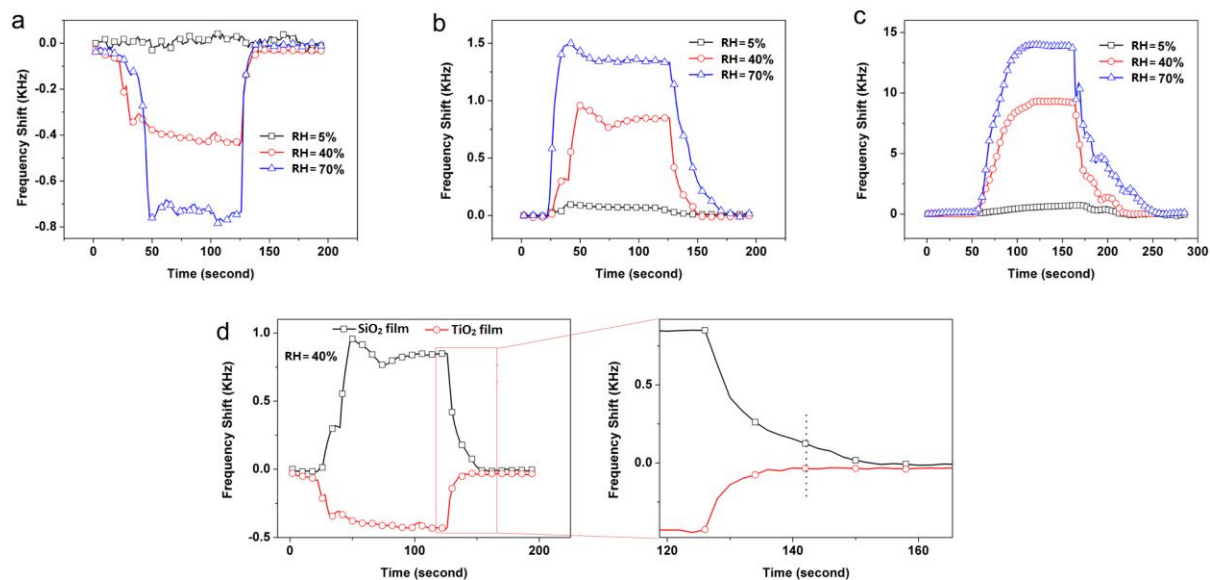 a
Frequency Shift (KHz)
0.0
-0.2
-0.4
-0.6
-0.8
RH = 5%
RH = 40%
RH = 70%
0 50 100 150 200
Time (second)
b
Frequency Shift (KHz)
1.5
1.0
0.5
0.0
RH = 5%
RH = 40%
RH = 70%
0 50 100 150 200
Time (second)
c
Frequency Shift (KHz)
15
10
5
0
RH = 5%
RH = 40%
RH = 70%
0 50 100 150 200 250 300
Time (second)
d
Frequency Shift (KHz)
1.0
0.5
0.0
-0.5
SiO₂ film TiO₂ film
RH = 40%
0 100 200
Time (second)
Frequency Shift (KHz)
0.5
0.0
120 140 160
Time (second)